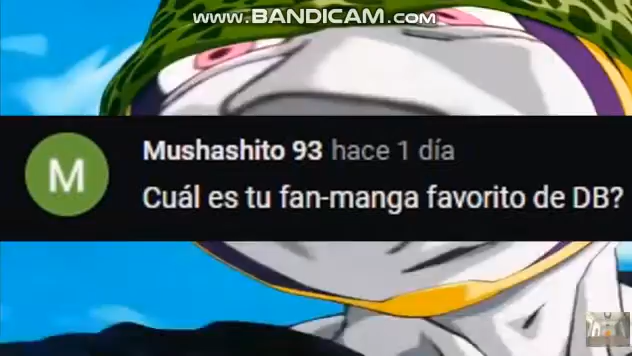 WWW.BANDICAM.COM
M
Mushashito 93 hace 1 día
Cuál es tu fan-manga favorito de DB?